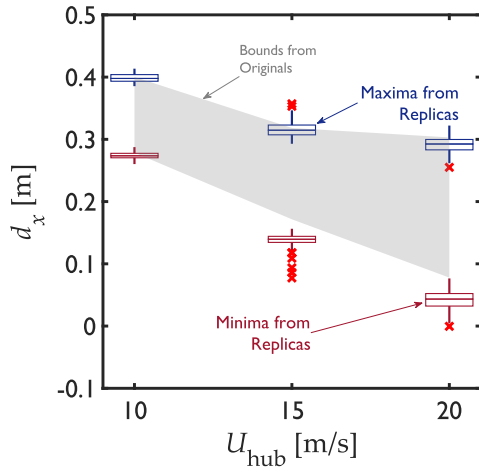 0.5
0.4
0.3
0.2
0.1
0
-0.1
d_x [m]
Bounds from
Originals
Maxima from
Replicas
Minima from
Replicas
10 15 20
U_hub [m/s]